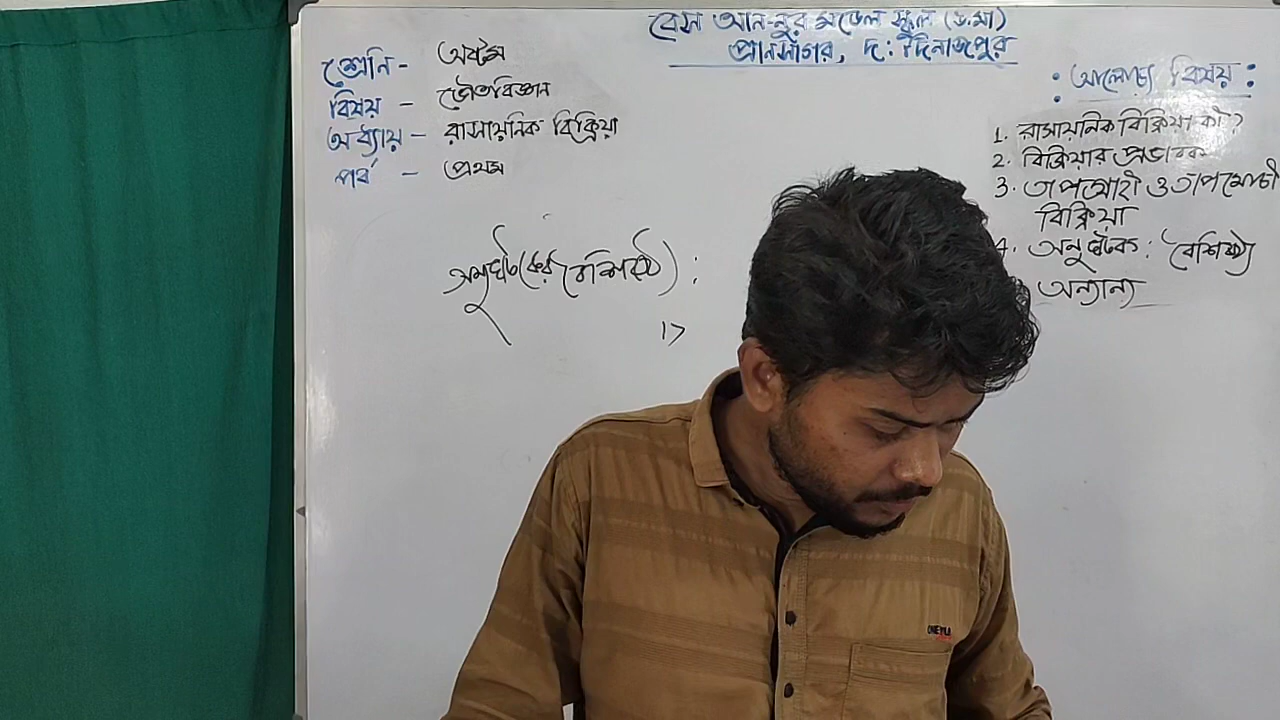 বেস আন-নুর মডেল স্কুল (উ.মা)
প্রানসাগর, দ: দিনাজপুর
শ্রেনি - অষ্টম
বিষয় - ভৌতবিজ্ঞান
অধ্যায় - রাসায়নিক বিক্রিয়া
পর্ব - প্রথম
: আলোচ্য বিষয় :
1. রাসায়নিক বিক্রিয়া কী?
2. বিক্রিয়ার প্রভাবক
3. তাপগ্রাহী ও তাপমোচী
বিক্রিয়া
4. অনুঘটক : বৈশিষ্ট্য
অন্যান্য
অনুঘটকের বৈশিষ্ট্য :
1>